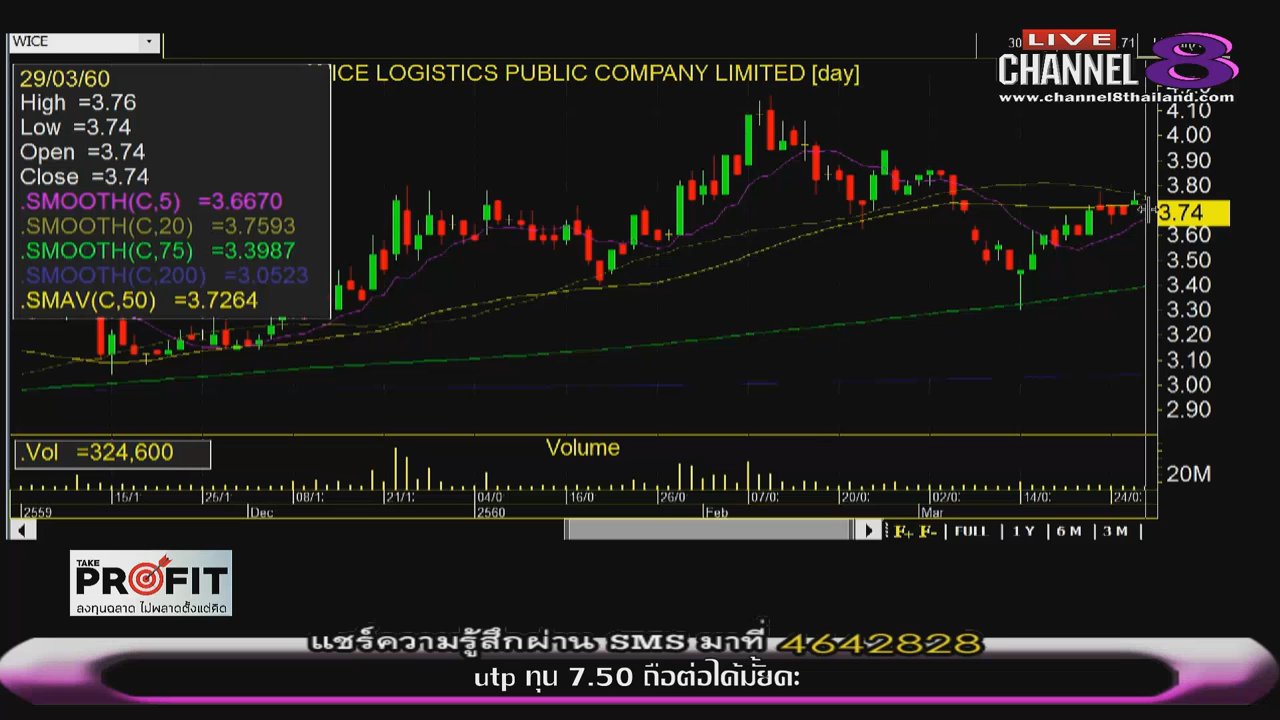 WICE
LIVE
CHANNEL 8
www.channel8thailand.com
ICE LOGISTICS PUBLIC COMPANY LIMITED [day]
29/03/60
High =3.76
Low =3.74
Open =3.74
Close =3.74
.SMOOTH(C,5) =3.6670
.SMOOTH(C,20) =3.7593
.SMOOTH(C,75) =3.3987
.SMOOTH(C,200) =3.0523
.SMAV(C,50) =3.7264
4.10
4.00
3.90
3.80
3.74
3.60
3.50
3.40
3.30
3.20
3.10
3.00
2.90
.Vol =324,600
Volume
20M
15/1: 25/1: 08/1: 21/1: 04/0 16/0 26/0 07/0: 20/0: 02/0: 14/0: 24/0:
2559 Dec 2560 Feb Mar
F+ F- FULL 1 Y 6 M 3 M
TAKE
PROFIT
ลงทุนฉลาด ไม่พลาดตั้งแต่คิด
แชร์ความรู้สึกผ่าน SMS มาที่ 4642828
utp ทุน 7.50 ถือต่อได้มั้ยคะ